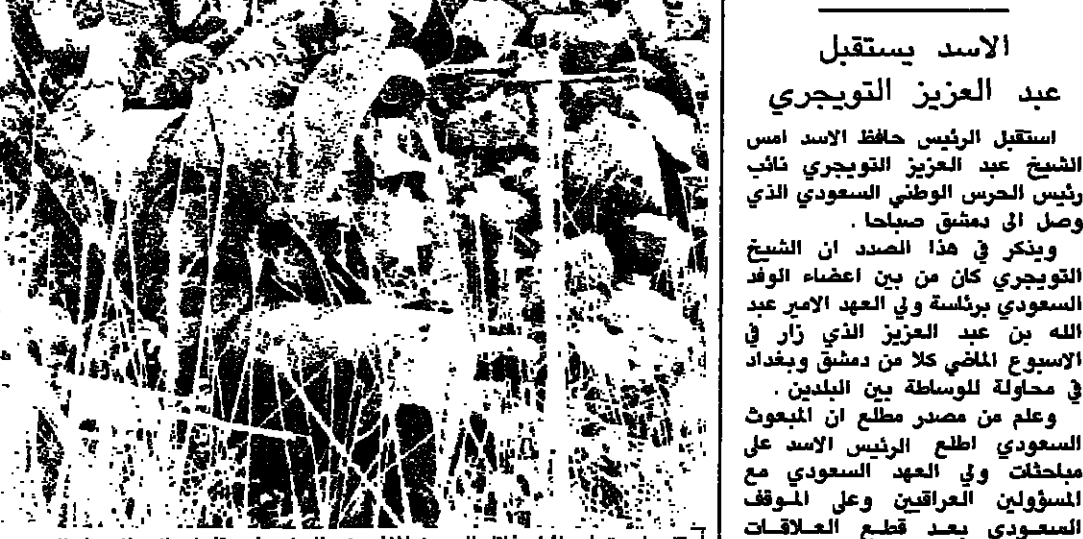 الاسد يستقبل
عبد العزيز التويجري
استقبل الرئيس حافظ الاسد امس
الشيخ عبد العزيز التويجري نائب
رئيس الحرس الوطني السعودي الذي
وصل الى دمشق صباحا .
ويذكر في هذا الصدد ان الشيخ
التويجري كان من بين اعضاء الوفد
السعودي برئاسة ولي العهد الامير عبد
الله بن عبد العزيز الذي زار في
الاسبوع الماضي كلا من دمشق وبغداد
في محاولة للوساطة بين البلدين .
وعلم من مصدر مطلع ان المبعوث
السعودي اطلع الرئيس الاسد على
مباحثات ولي العهد السعودي مع
المسؤولين العراقيين وعلى الموقف
السعودي بعد قطع العلاقات